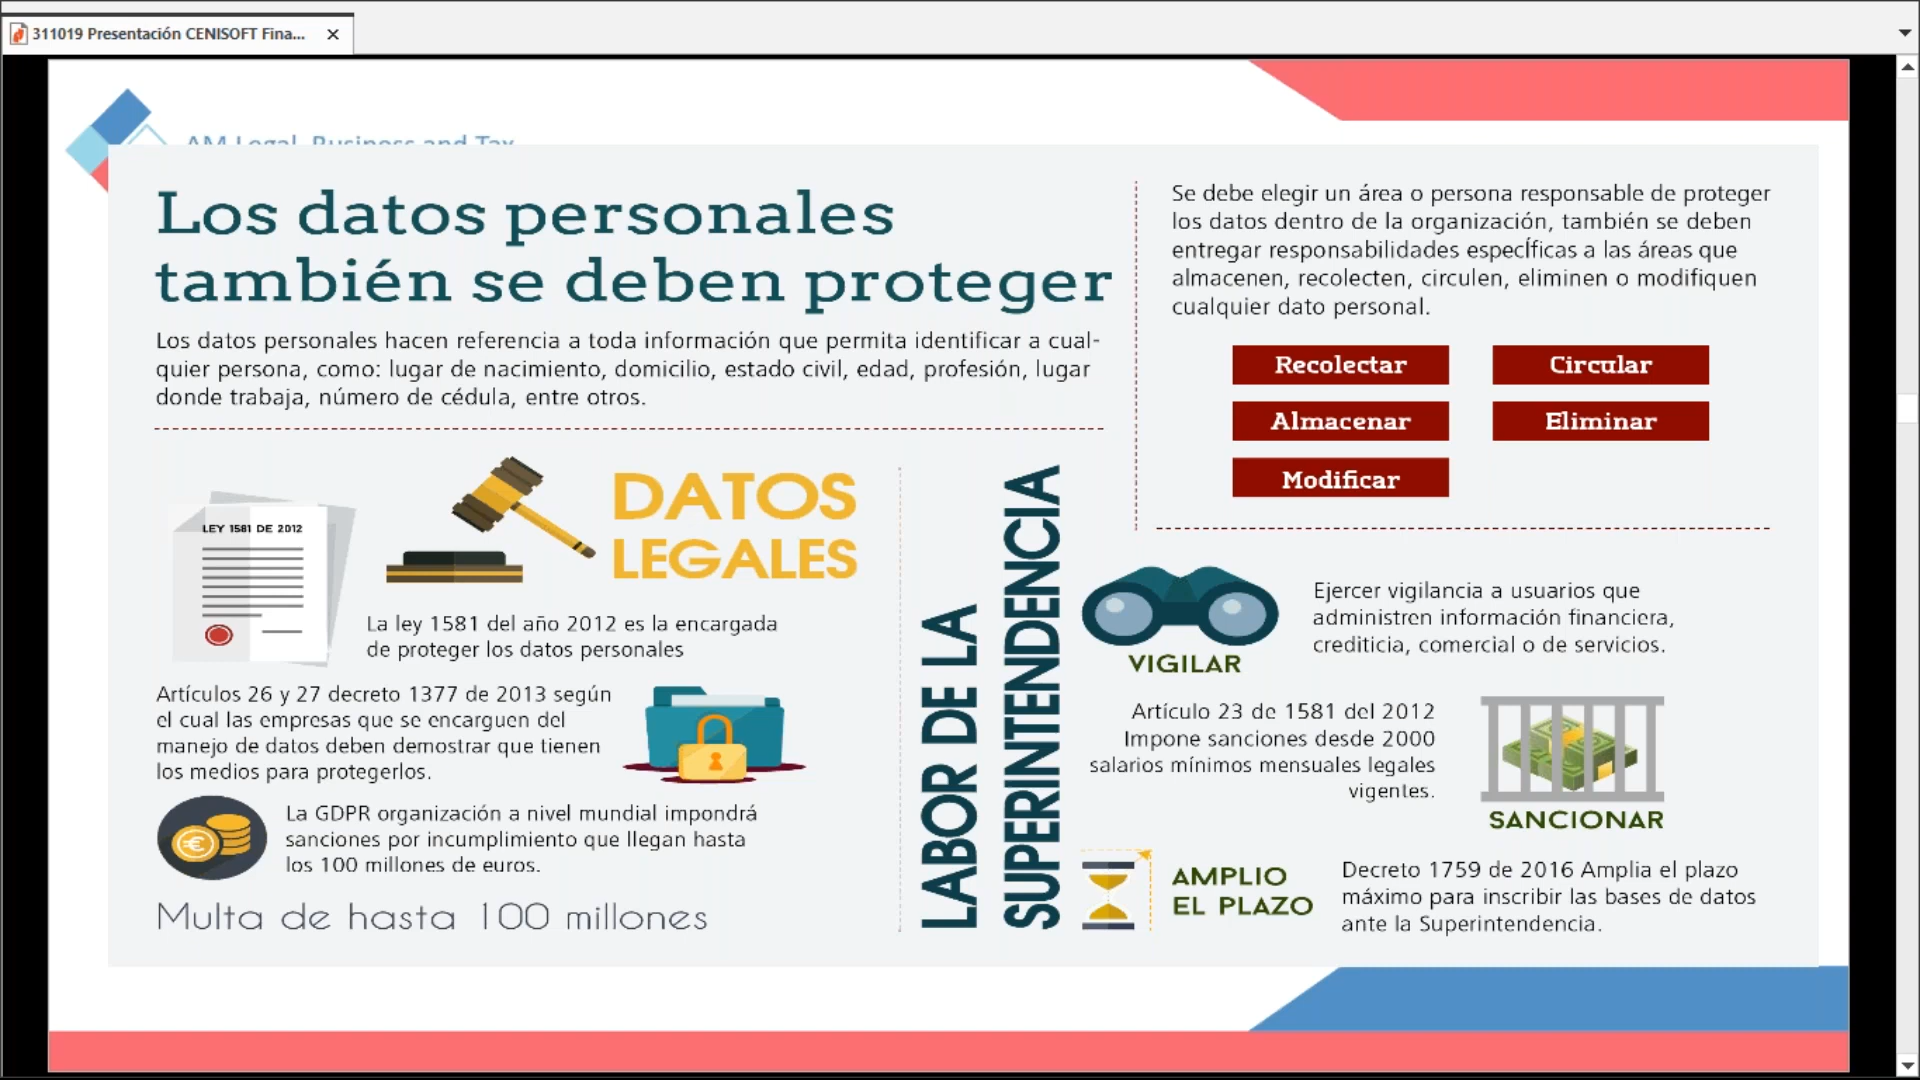 311019 Presentación CENISOFT Fina...
AM Legal, Business and Tax
Los datos personales
también se deben proteger
Los datos personales hacen referencia a toda información que permita identificar a cual-
quier persona, como: lugar de nacimiento, domicilio, estado civil, edad, profesión, lugar
donde trabaja, número de cédula, entre otros.
Se debe elegir un área o persona responsable de proteger
los datos dentro de la organización, también se deben
entregar responsabilidades específicas a las áreas que
almacenen, recolecten, circulen, eliminen o modifiquen
cualquier dato personal.
Recolectar
Circular
Almacenar
Eliminar
Modificar
LEY 1581 DE 2012
DATOS
LEGALES
La ley 1581 del año 2012 es la encargada
de proteger los datos personales
Artículos 26 y 27 decreto 1377 de 2013 según
el cual las empresas que se encarguen del
manejo de datos deben demostrar que tienen
los medios para protegerlos.
La GDPR organización a nivel mundial impondrá
sanciones por incumplimiento que llegan hasta
los 100 millones de euros.
Multa de hasta 100 millones
LABOR DE LA
SUPERINTENDENCIA
VIGILAR
Ejercer vigilancia a usuarios que
administren información financiera,
crediticia, comercial o de servicios.
Artículo 23 de 1581 del 2012
Impone sanciones desde 2000
salarios mínimos mensuales legales
vigentes.
SANCIONAR
AMPLIO
EL PLAZO
Decreto 1759 de 2016 Amplia el plazo
máximo para inscribir las bases de datos
ante la Superintendencia.